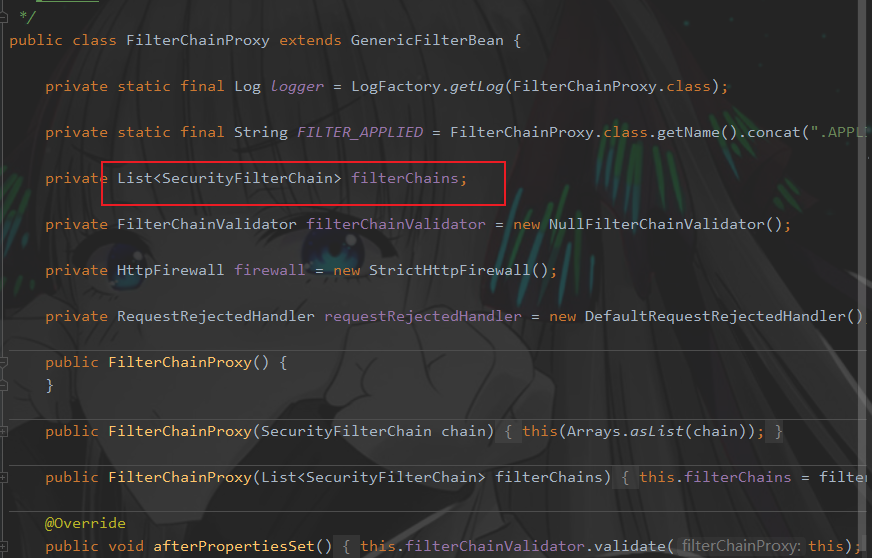 */
public class FilterChainProxy extends GenericFilterBean {
private static final Log logger = LogFactory.getLog(FilterChainProxy.class);
private static final String FILTER_APPLIED = FilterChainProxy.class.getName().concat(".APPL
private List<SecurityFilterChain> filterChains;
private FilterChainValidator filterChainValidator = new NullFilterChainValidator();
private HttpFirewall firewall = new StrictHttpFirewall();
private RequestRejectedHandler requestRejectedHandler = new DefaultRequestRejectedHandler()
public FilterChainProxy() {
}
public FilterChainProxy(SecurityFilterChain chain) { this(Arrays.asList(chain)); }
public FilterChainProxy(List<SecurityFilterChain> filterChains) { this.filterChains = filter
@Override
public void afterPropertiesSet() { this.filterChainValidator.validate( filterChainProxy: this);